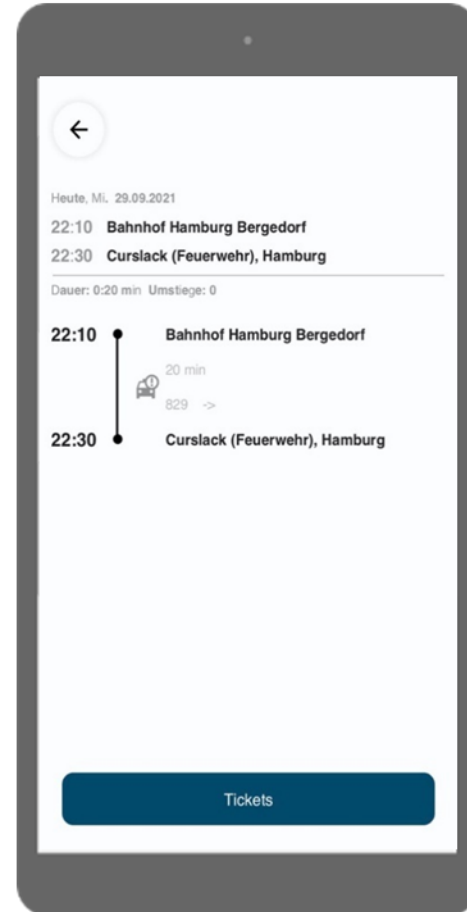 Heute, Mi. 29.09.2021
22:10 Bahnhof Hamburg Bergedorf
22:30 Curslack (Feuerwehr), Hamburg
Dauer: 0:20 min Umstiege: 0
22:10 Bahnhof Hamburg Bergedorf
20 min
829 ->
22:30 Curslack (Feuerwehr), Hamburg
Tickets